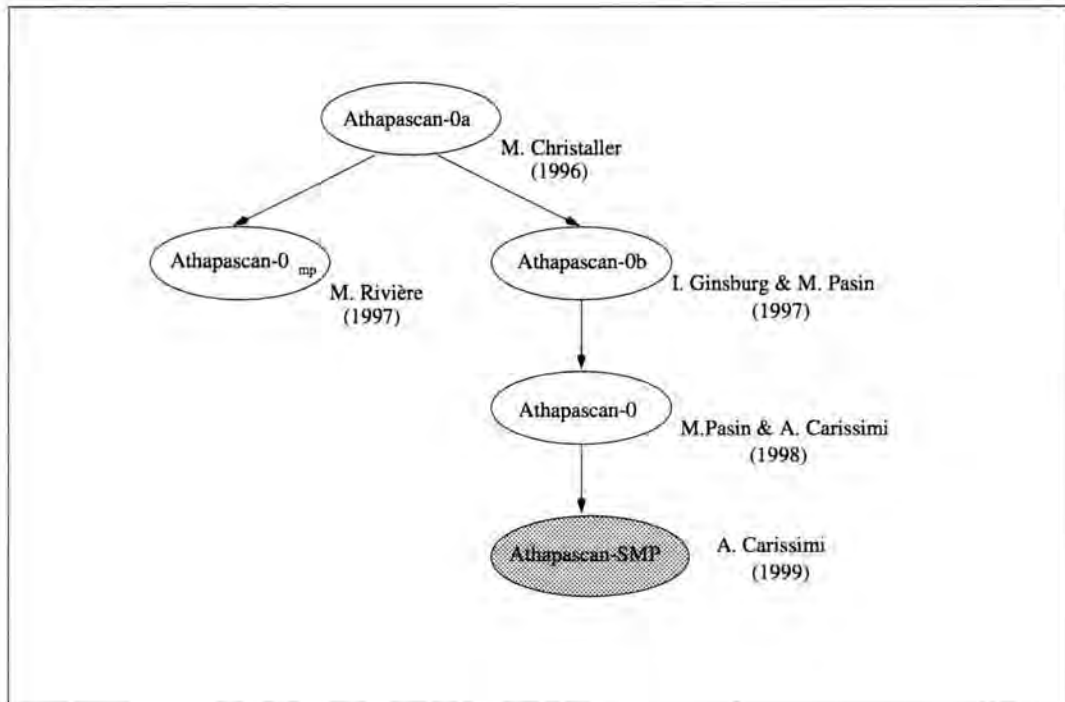 Athapascan-0a
M. Christaller
(1996)
Athapascan-0 mp
M. Rivière
(1997)
Athapascan-0b
I. Ginsburg & M. Pasin
(1997)
Athapascan-0
M.Pasin & A. Carissimi
(1998)
Athapascan-SMP
A. Carissimi
(1999)